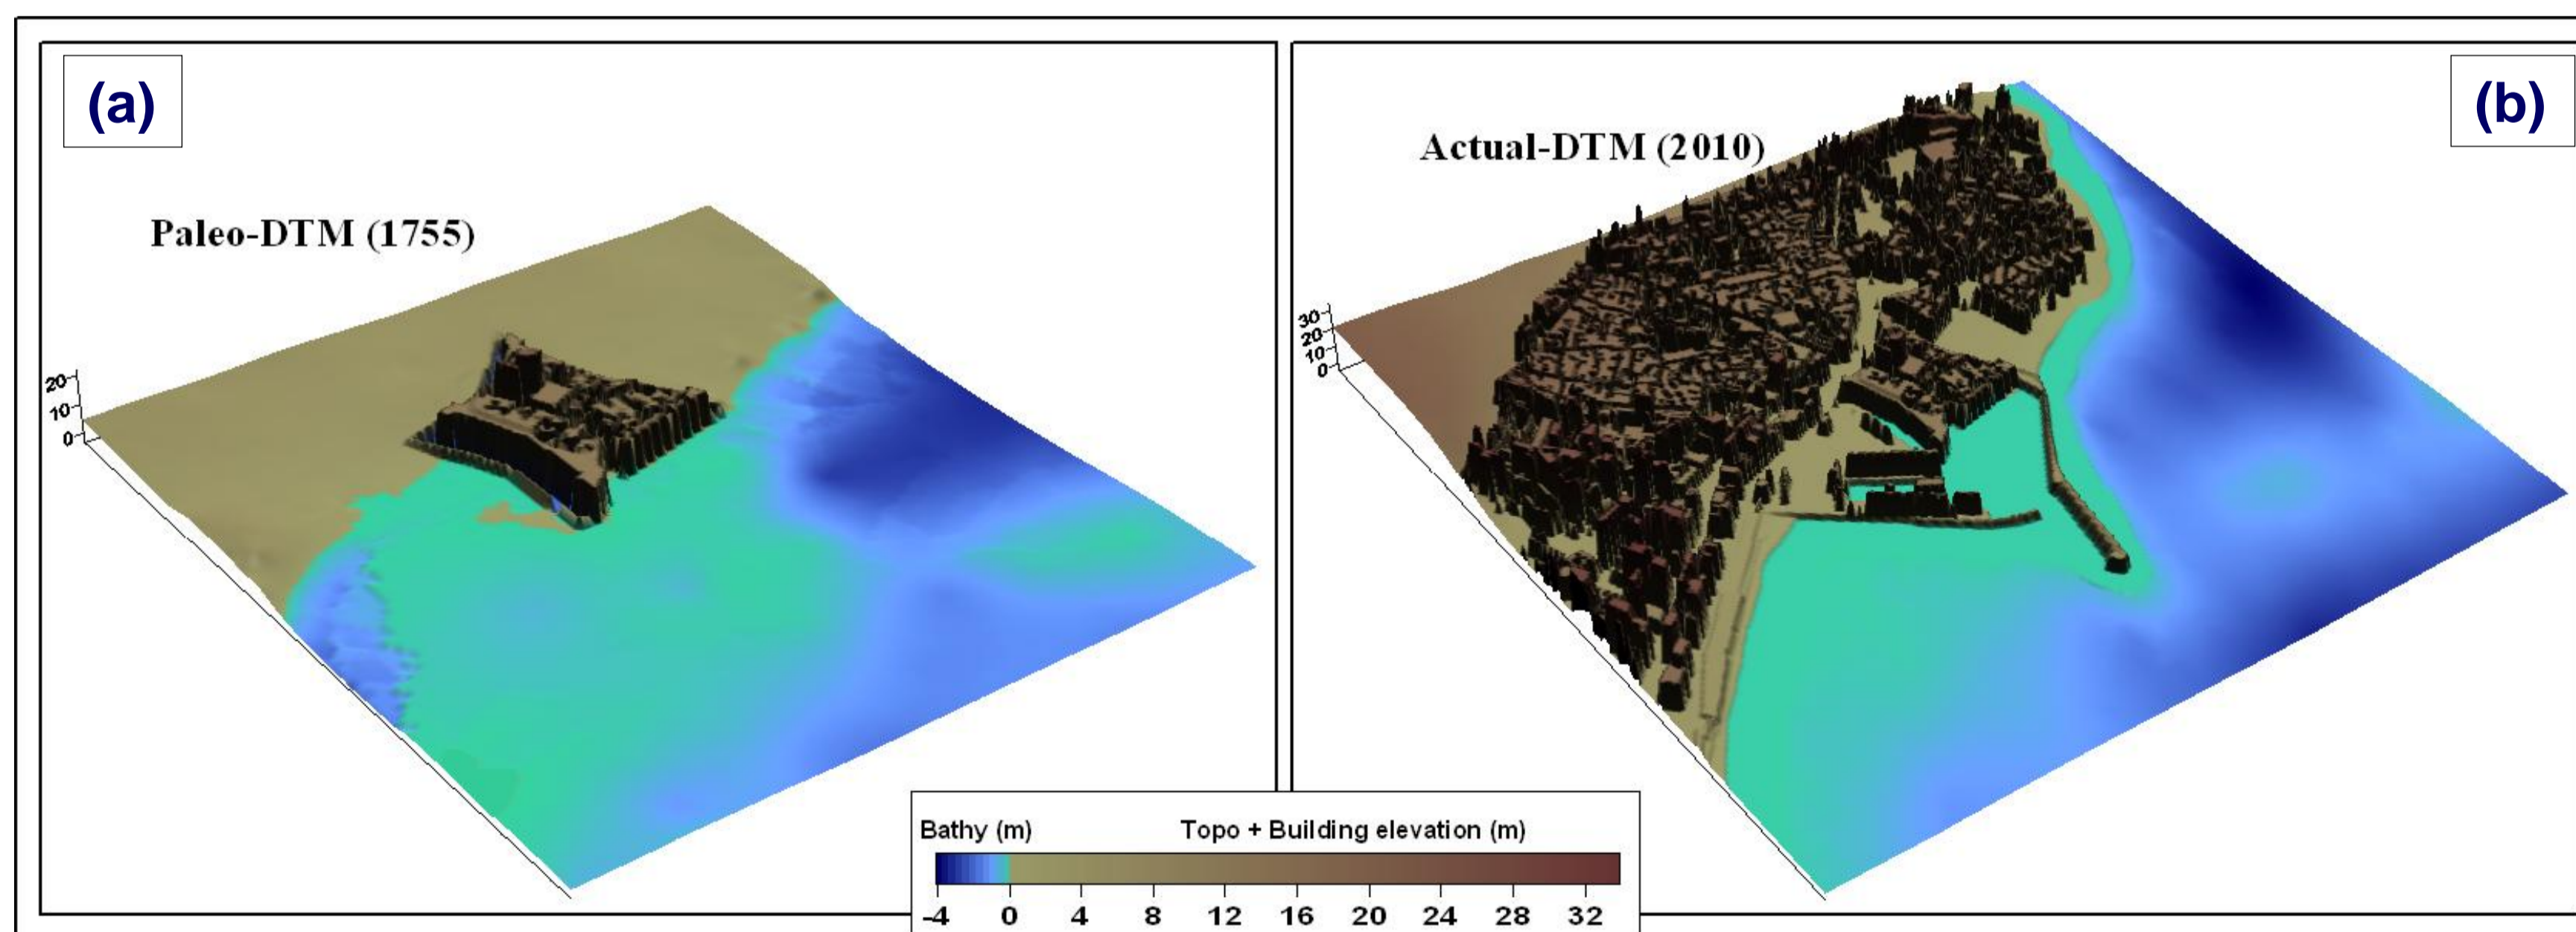 (a)
Paleo-DTM (1755)
20
10
0
(b)
Actual-DTM (2010)
30
20
10
0
Bathy (m) Topo + Building elevation (m)
-4 0 4 8 12 16 20 24 28 32